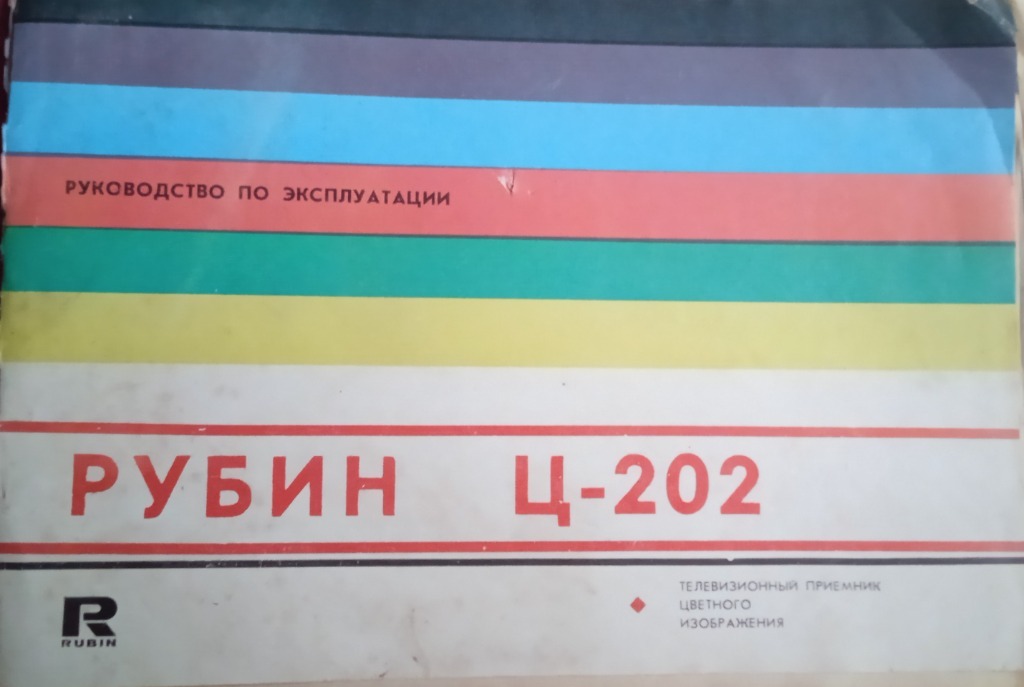 РУКОВОДСТВО ПО ЭКСПЛУАТАЦИИ
РУБИН Ц-202
R
RUBIN
ТЕЛЕВИЗИОННЫЙ ПРИЕМНИК
ЦВЕТНОГО
ИЗОБРАЖЕНИЯ